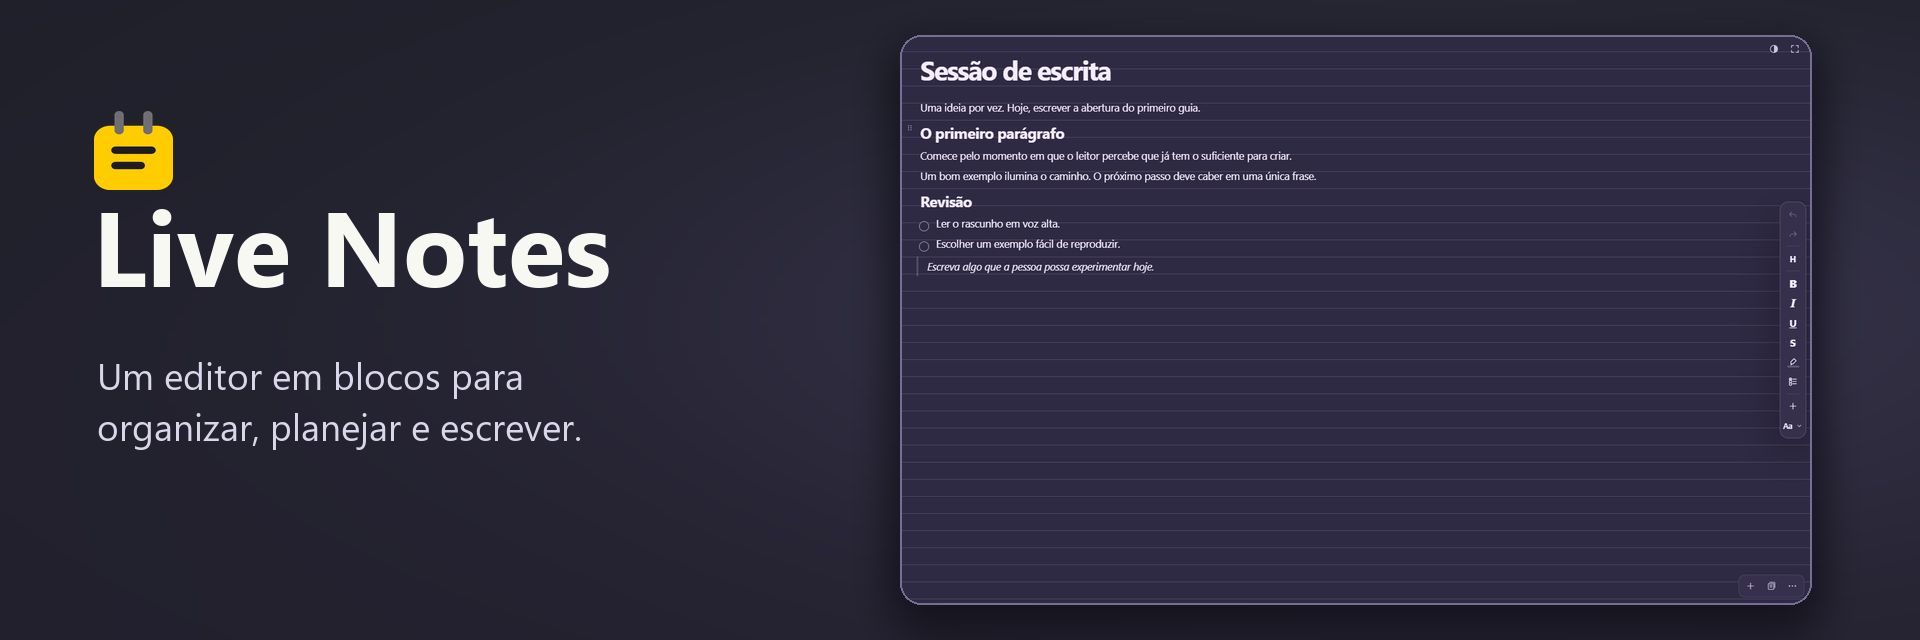 Live Notes
Um editor em blocos para
organizar, planejar e escrever.
Sessão de escrita
Uma ideia por vez. Hoje, escrever a abertura do primeiro guia.
O primeiro parágrafo
Comece pelo momento em que o leitor percebe que já tem o suficiente para criar.
Um bom exemplo ilumina o caminho. O próximo passo deve caber em uma única frase.
Revisão
Ler o rascunho em voz alta.
Escolher um exemplo fácil de reproduzir.
Escreva algo que a pessoa possa experimentar hoje.
H
B
I
U
S
Aa